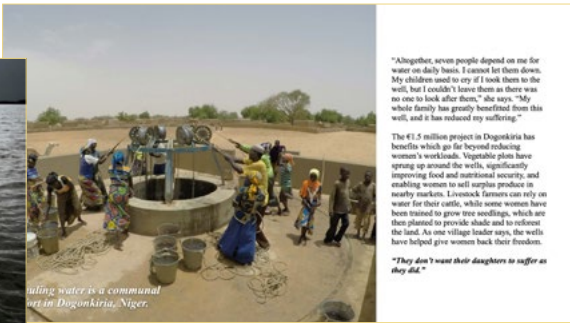 uling water is a communal
ort in Dogonkiria, Niger.
“Altogether, seven people depend on me for
water on daily basis. I cannot let them down.
My children used to cry if I took them to the
well, but I couldn’t leave them as there was
no one to look after them,” she says. “My
whole family has greatly benefitted from this
well, and it has reduced my suffering.”
The €1.5 million project in Dogonkiria has
benefits which go far beyond reducing
women’s workloads. Vegetable plots have
sprung up around the wells, significantly
improving food and nutritional security, and
enabling women to sell surplus produce in
nearby markets. Livestock farmers can rely on
water for their cattle, while some women have
been trained to grow tree seedlings, which are
then planted to provide shade and to reforest
the land. As one village leader says, the wells
have helped give women back their freedom.
“They don’t want their daughters to suffer as
they did.”